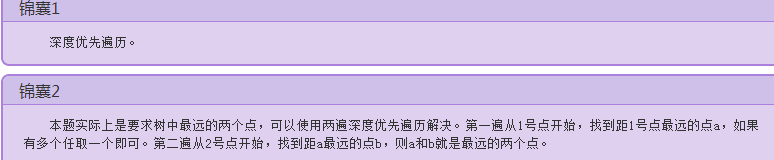 锦囊1
深度优先遍历。
锦囊2
本题实际上是要求树中最远的两个点，可以使用两遍深度优先遍历解决。第一遍从1号点开始，找到距1号点最远的点a，如果
有多个任取一个即可。第二遍从2号点开始，找到距a最远的点b，则a和b就是最远的两个点。